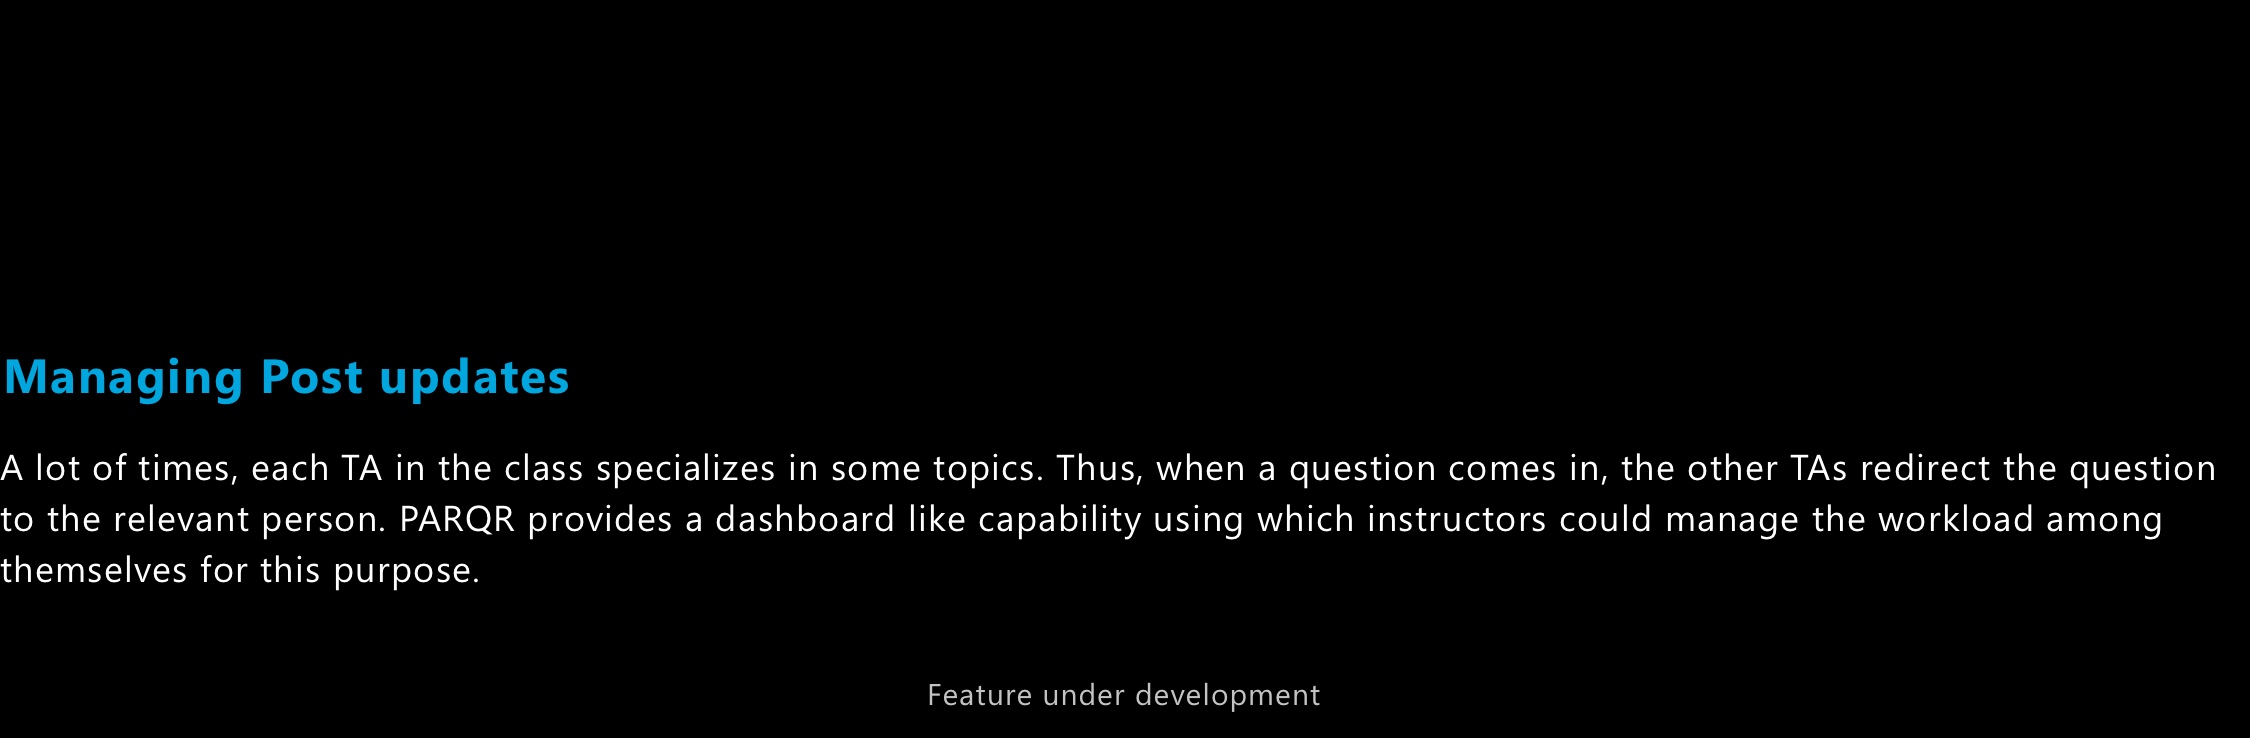 Managing Post updates
A lot of times, each TA in the class specializes in some topics. Thus, when a question comes in, the other TAs redirect the question
to the relevant person. PARQR provides a dashboard like capability using which instructors could manage the workload among
themselves for this purpose.
Feature under development